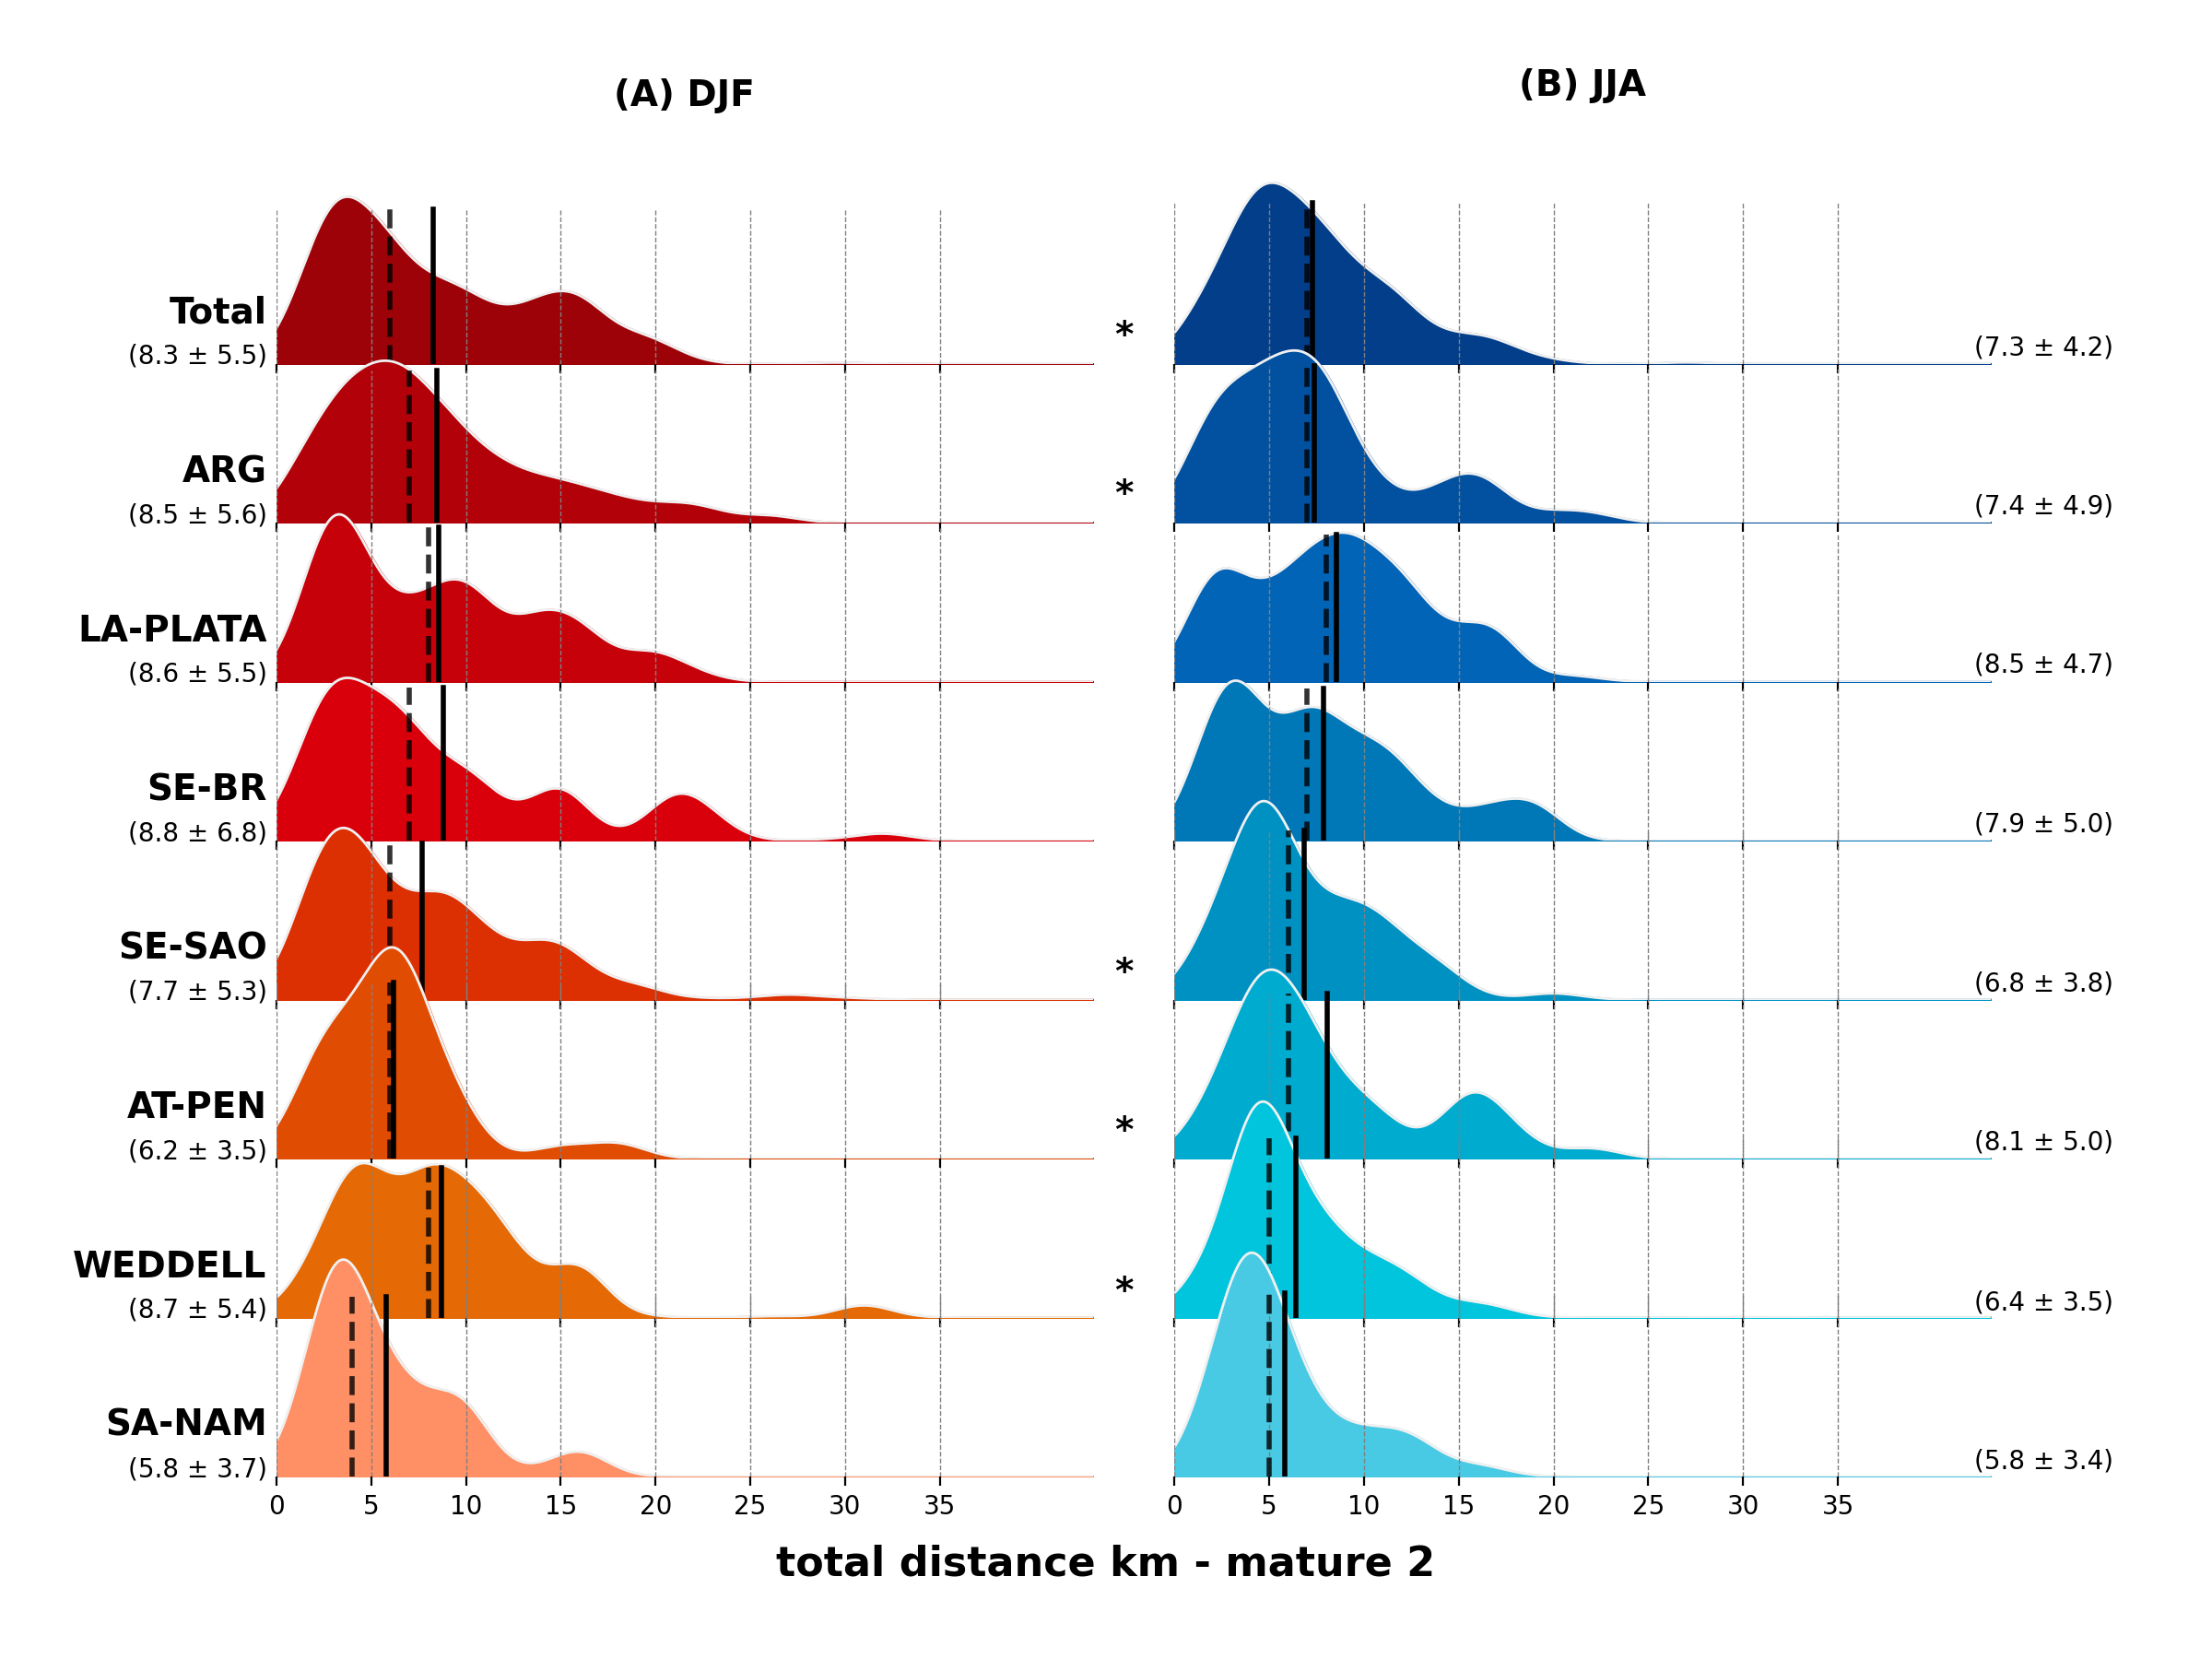 (A) DJF
(B) JJA
Total
(8.3 ± 5.5)
*
(7.3 ± 4.2)
ARG
(8.5 ± 5.6)
*
(7.4 ± 4.9)
LA-PLATA
(8.6 ± 5.5)
(8.5 ± 4.7)
SE-BR
(8.8 ± 6.8)
(7.9 ± 5.0)
SE-SAO
(7.7 ± 5.3)
*
(6.8 ± 3.8)
AT-PEN
(6.2 ± 3.5)
*
(8.1 ± 5.0)
WEDDELL
(8.7 ± 5.4)
*
(6.4 ± 3.5)
SA-NAM
(5.8 ± 3.7)
(5.8 ± 3.4)
0 5 10 15 20 25 30 35
0 5 10 15 20 25 30 35
total distance km - mature 2